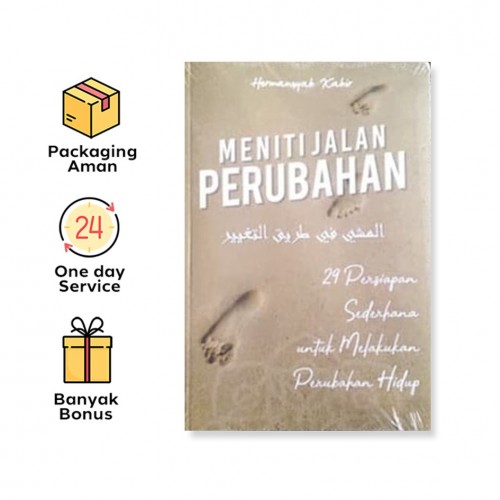 Packaging
Aman
24
One day
Service
Banyak
Bonus
Hermansyah Kahir
MENITI JALAN
PERUBAHAN
المشي في طريق التغيير
29 Persiapan
Sederhana
untuk Melakukan
Perubahan Hidup